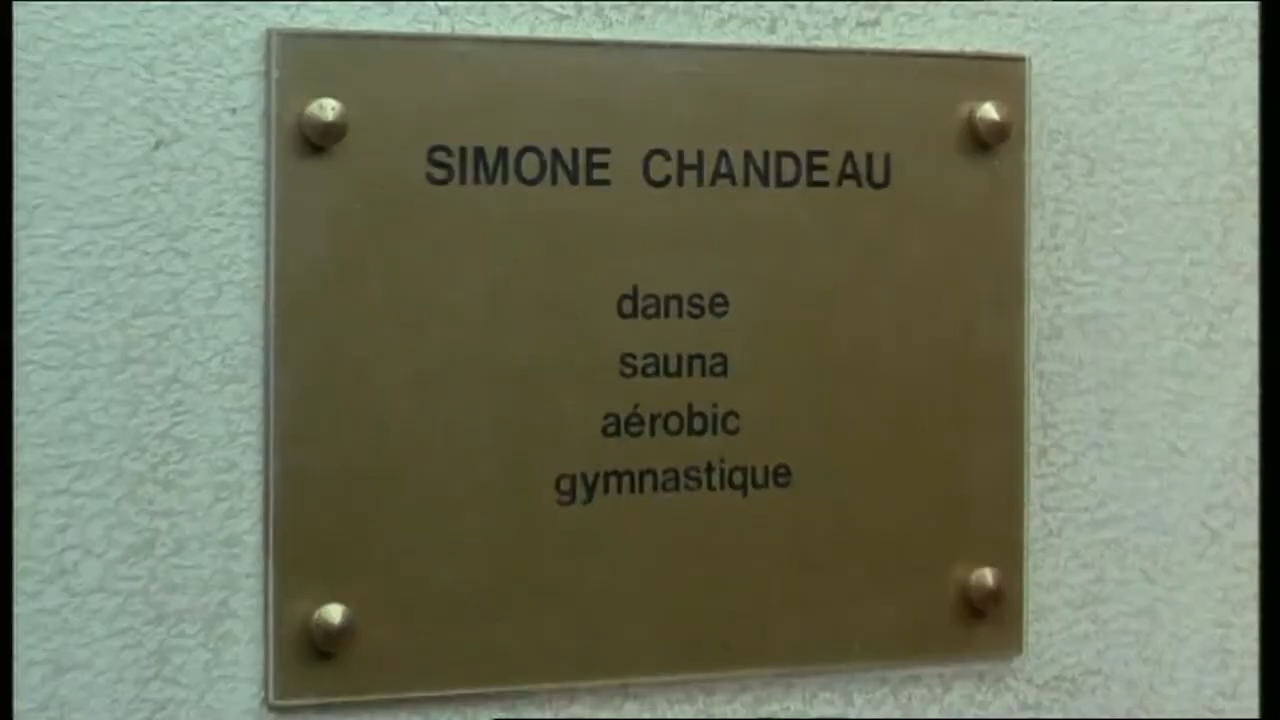 SIMONE CHANDEAU
danse
sauna
aérobic
gymnastique